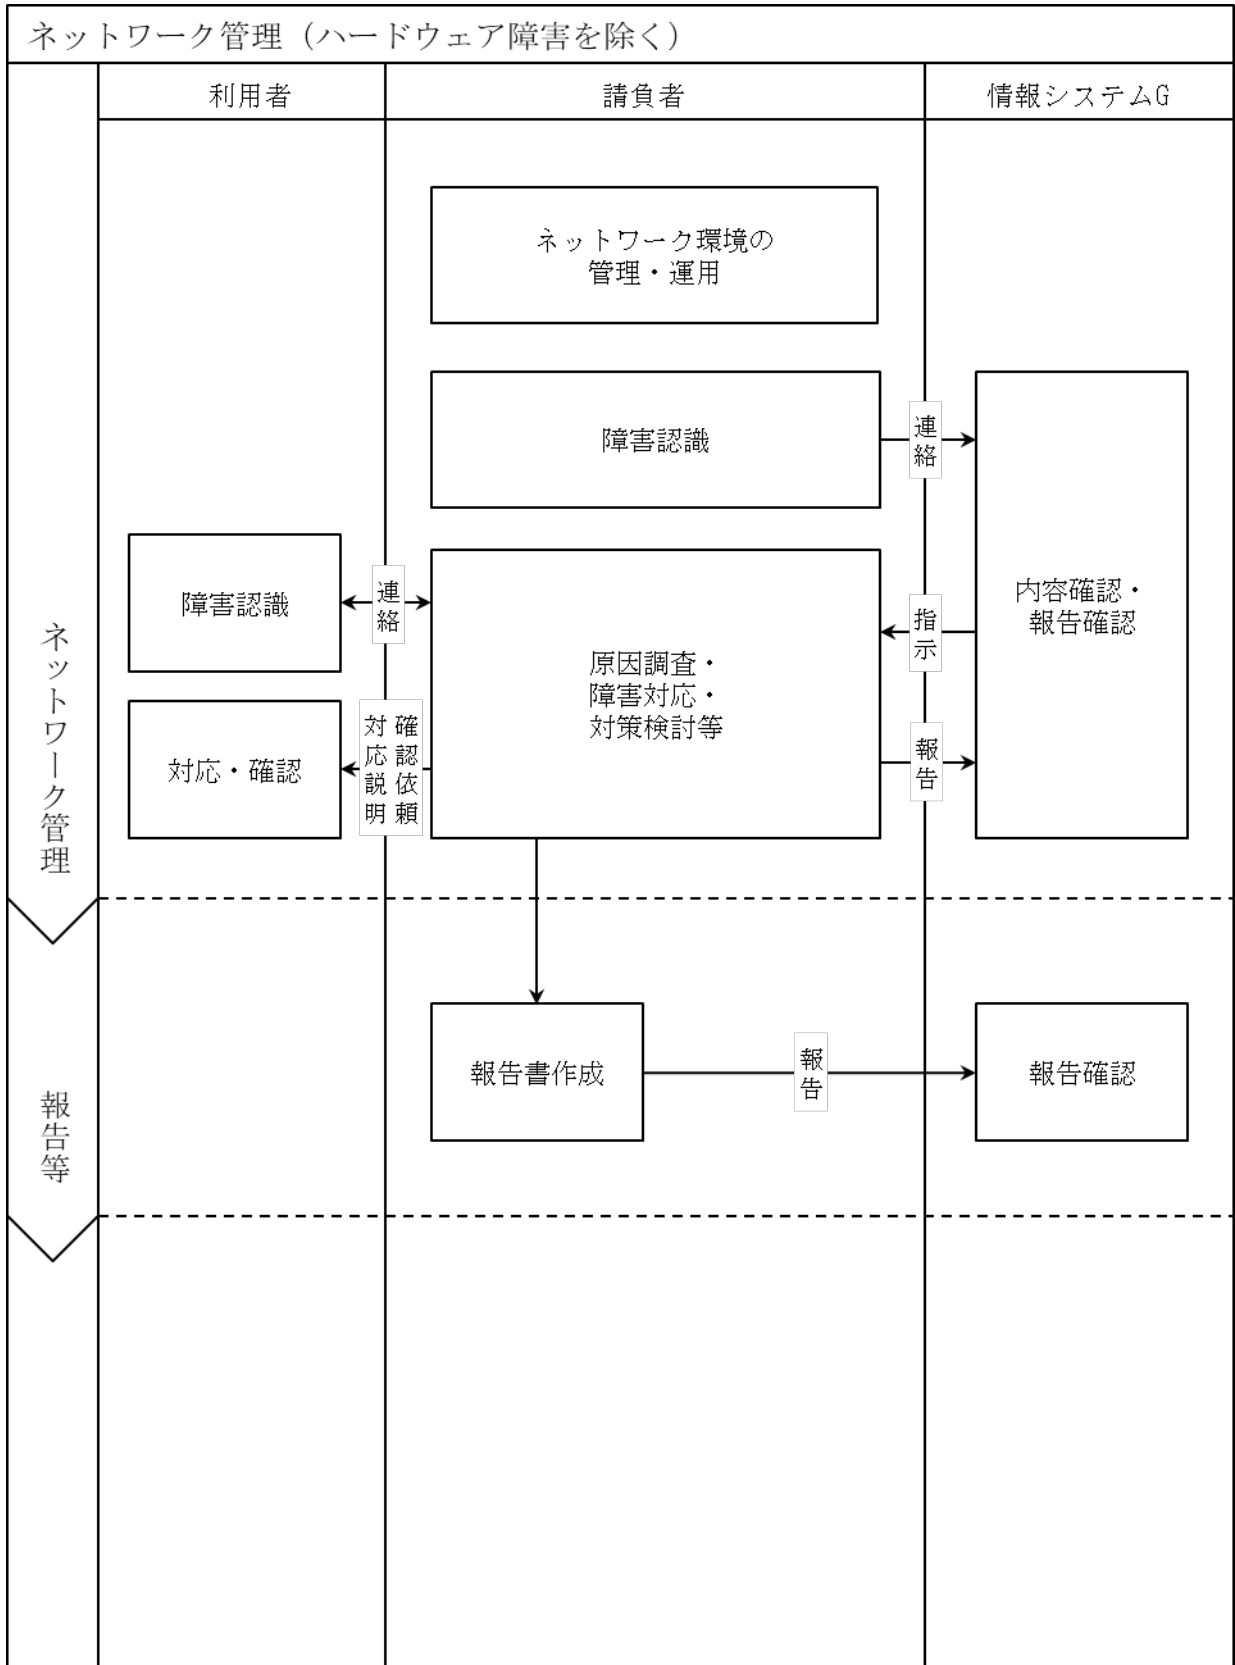 ネットワーク管理（ハードウェア障害を除く）
利用者
請負者
情報システムG
ネットワーク管理
ネットワーク環境の
管理・運用
障害認識
連絡
内容確認・
報告確認
障害認識
連絡
原因調査・
障害対応・
対策検討等
指示
対応・確認
確認依頼
対応説明
報告
報告等
報告書作成
報告
報告確認